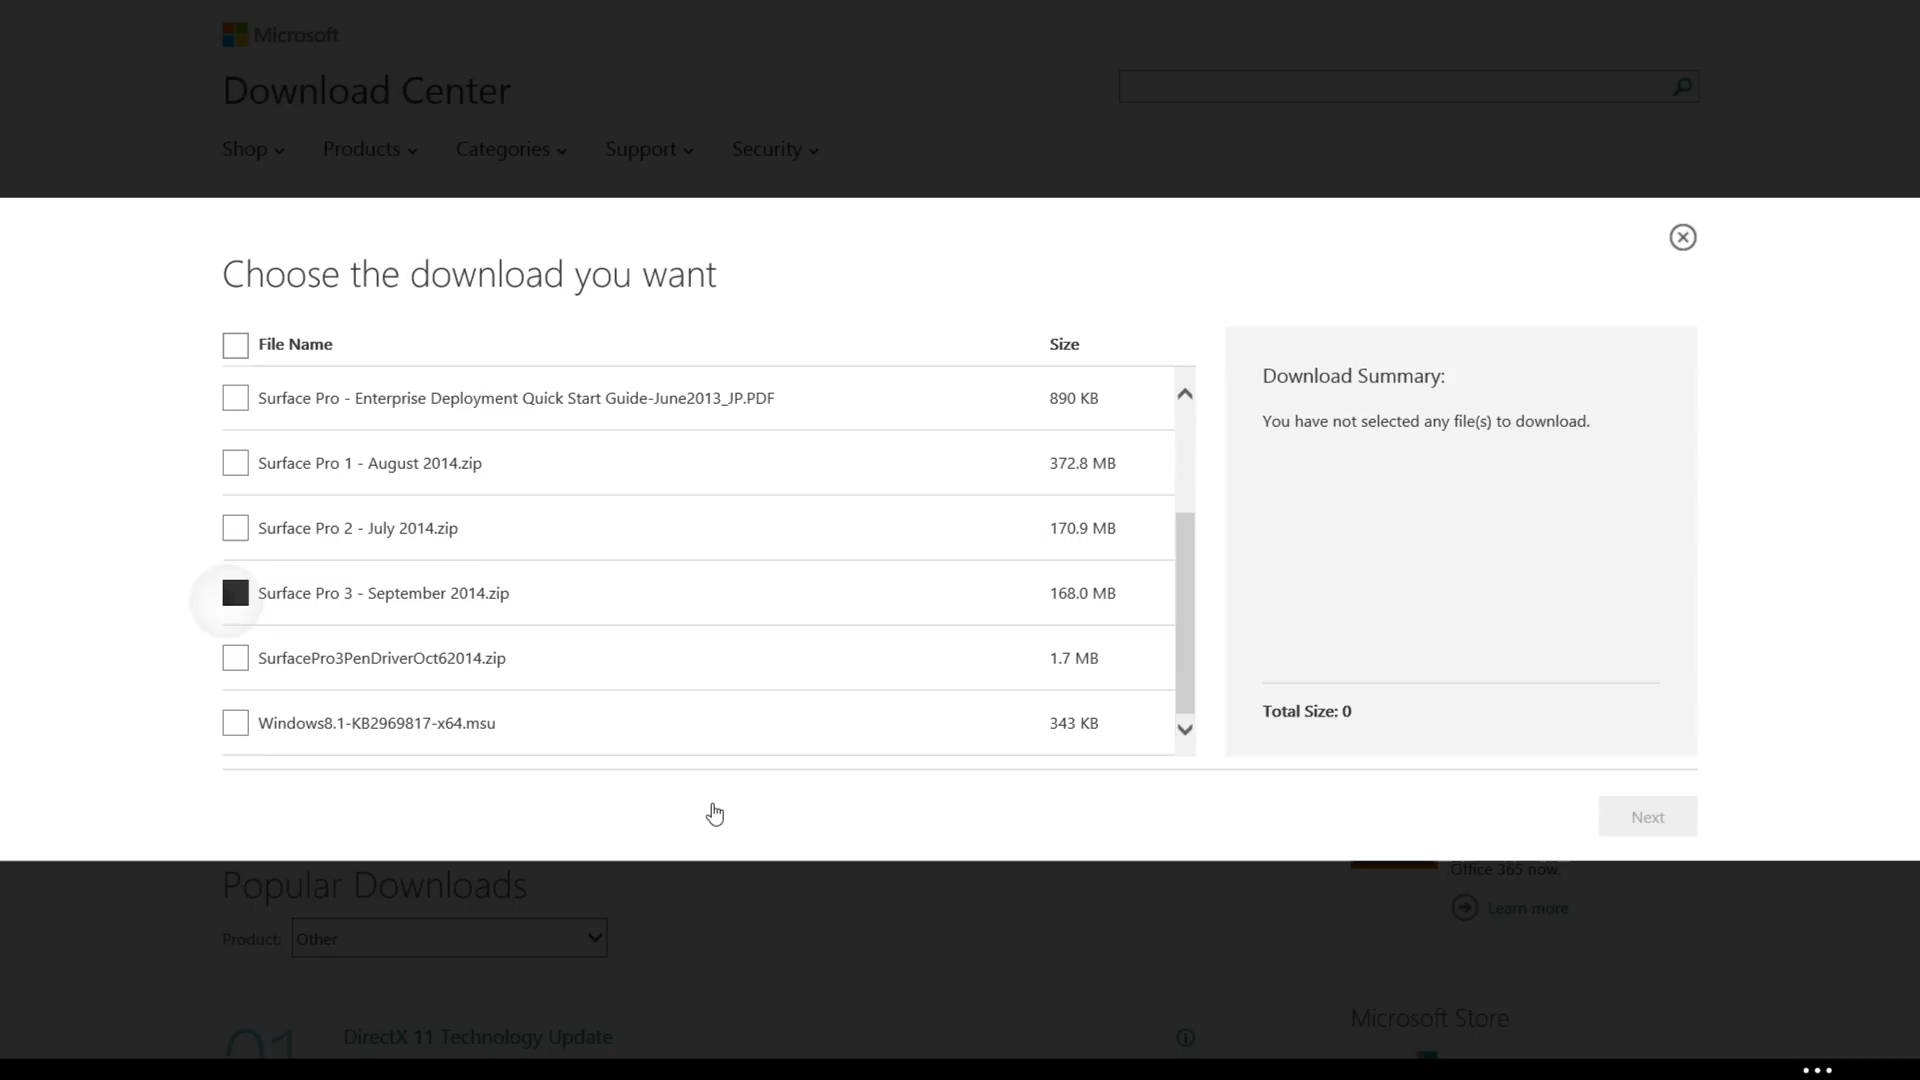 Microsoft
Download Center
Shop Products Categories Support Security
Choose the download you want
File Name Size
Surface Pro - Enterprise Deployment Quick Start Guide-June2013_JP.PDF 890 KB
Surface Pro 1 - August 2014.zip 372.8 MB
Surface Pro 2 - July 2014.zip 170.9 MB
Surface Pro 3 - September 2014.zip 168.0 MB
SurfacePro3PenDriverOct62014.zip 1.7 MB
Windows8.1-KB2969817-x64.msu 343 KB
Download Summary:
You have not selected any file(s) to download.
Total Size: 0
Next
Office 365 now.
Learn more
Popular Downloads
Product: Other
01 DirectX 11 Technology Update
Microsoft Store